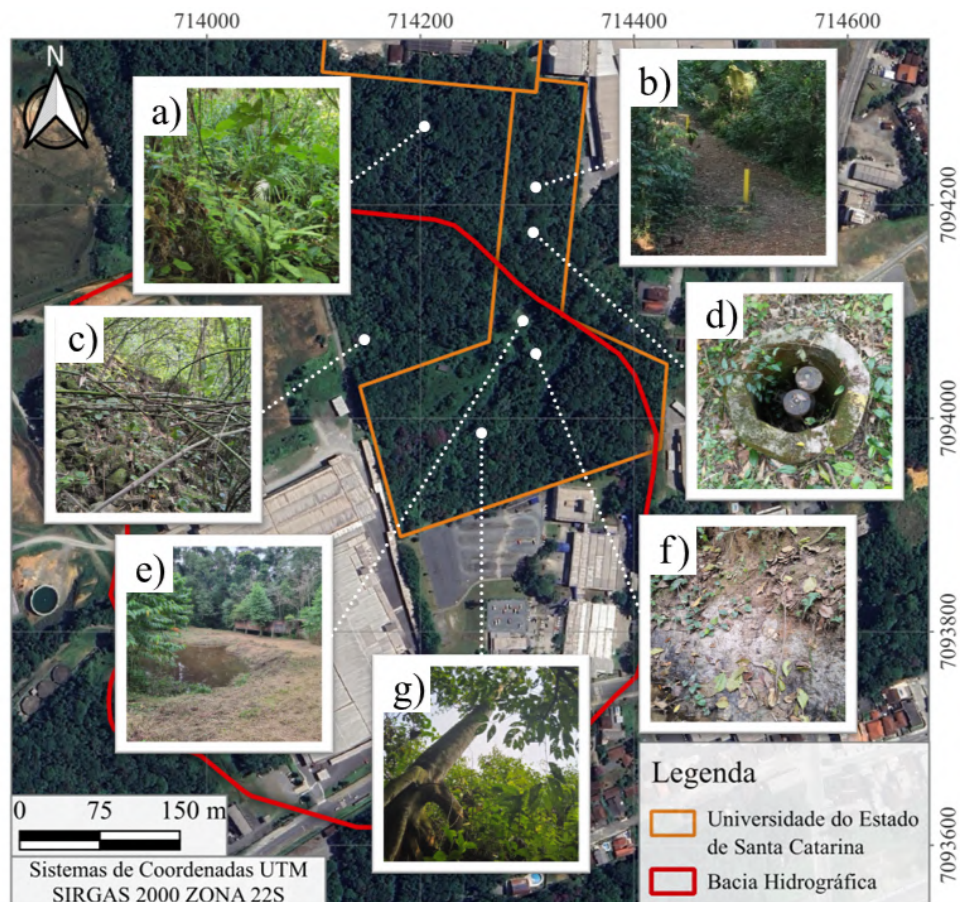 714000 714200 714400 714600
N
a)
b)
7094200
c)
d)
7094000
e)
f)
7093800
g)
Legenda
Universidade do Estado
de Santa Catarina
Bacia Hidrográfica
7093600
0 75 150 m
Sistemas de Coordenadas UTM
SIRGAS 2000 ZONA 22S